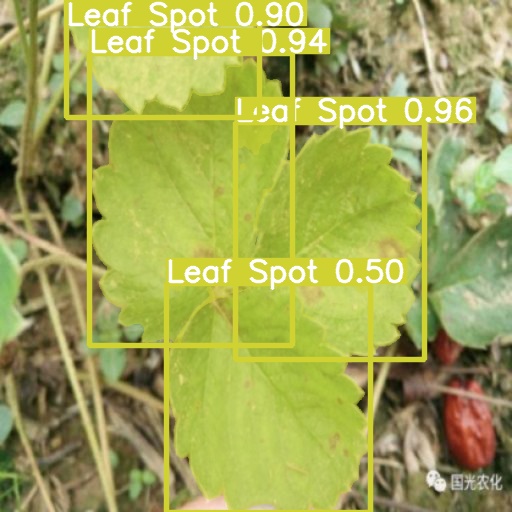 Leaf Spot 0.90
Leaf Spot 0.94
Leaf Spot 0.96
Leaf Spot 0.50
国光农化